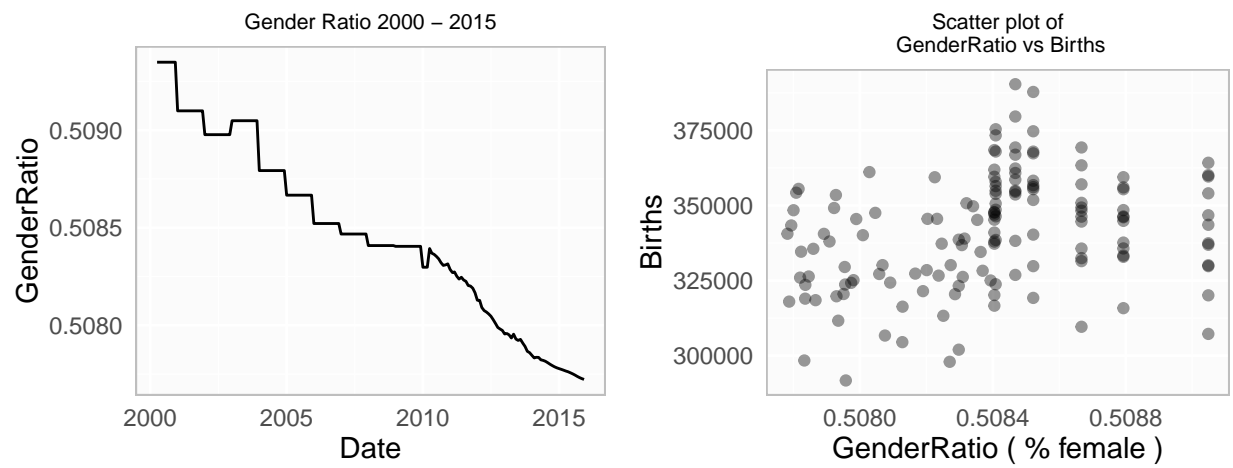 Gender Ratio 2000 – 2015
GenderRatio
0.5090
0.5085
0.5080
2000 2005 2010 2015
Date
Scatter plot of
GenderRatio vs Births
Births
375000
350000
325000
300000
0.5080 0.5084 0.5088
GenderRatio ( % female )